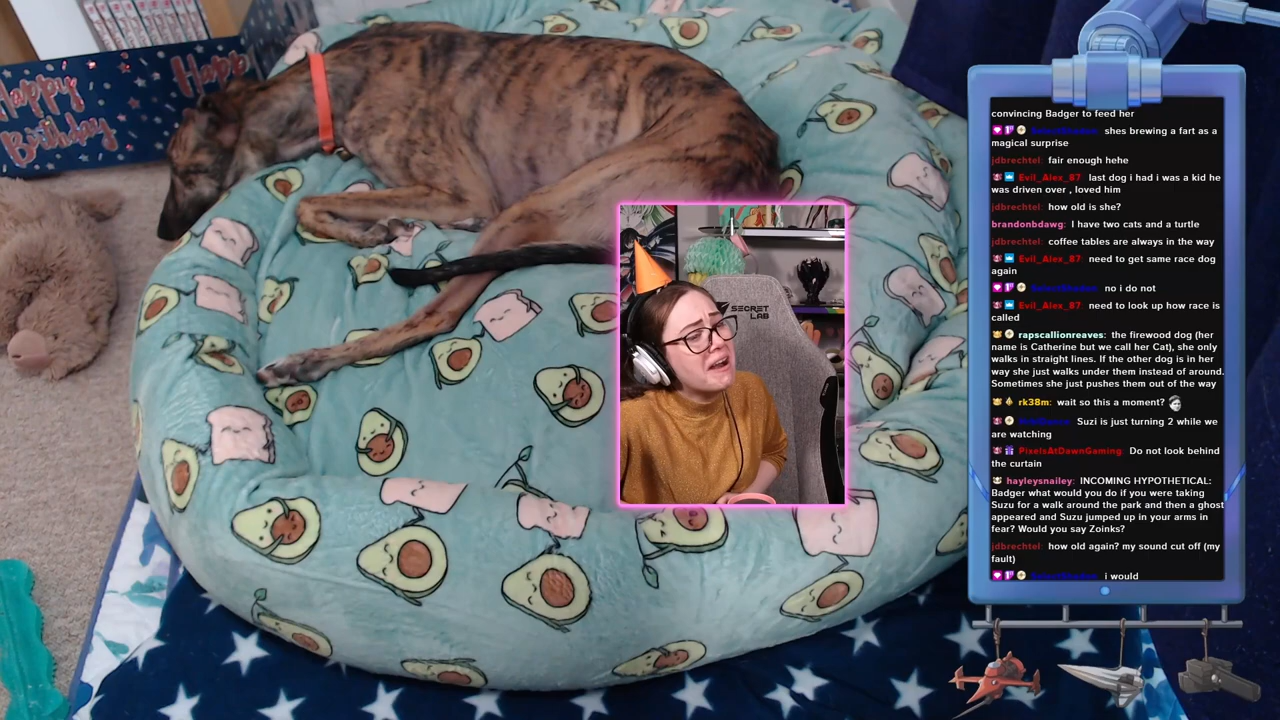 Happy
Birthday
Happy
SECRET
LAB
convincing Badger to feed her
shes brewing a fart as a
magical surprise
jdbrechtel: fair enough hehe
Evil_Alex_87 last dog i had i was a kid he
was driven over , loved him
jdbrechtel: how old is she?
brandonbdawg: I have two cats and a turtle
jdbrechtel: coffee tables are always in the way
Evil_Alex_87 need to get same race dog
again
no i do not
Evil_Alex_87 need to look up how race is
called
rapscallionreaves: the firewood dog (her
name is Catherine but we call her Cat), she only
walks in straight lines. If the other dog is in her
way she just walks under them instead of around.
Sometimes she just pushes them out of the way
rk38m: wait so this a moment?
Suzi is just turning 2 while we
are watching
PixelsAtDawnGaming: Do not look behind
the curtain
hayleysnailey: INCOMING HYPOTHETICAL:
Badger what would you do if you were taking
Suzu for a walk around the park and then a ghost
appeared and Suzu jumped up in your arms in
fear? Would you say Zoinks?
jdbrechtel: how old again? my sound cut off (my
fault)
i would